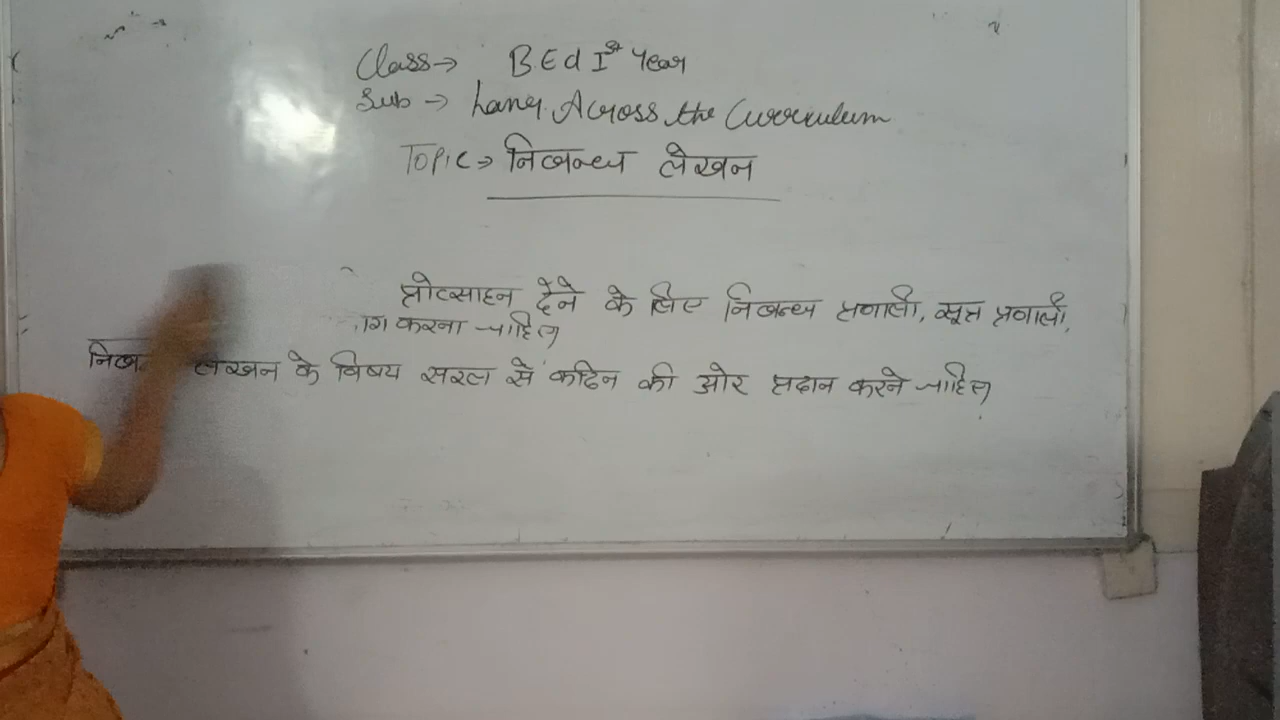 Class→ BEd Ist Year
Sub → Lang. Across the Curriculum
Topic → निबन्ध लेखन
प्रोत्साहन देने के लिए निबन्ध प्रणाली, सूत्र प्रणाली,
करना चाहिए
लेखन के विषय सरल से कठिन की ओर प्रदान करने चाहिए